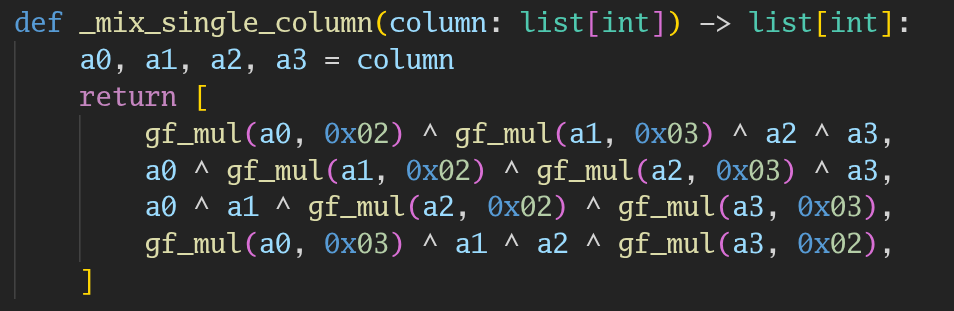 def _mix_single_column(column: list[int]) -> list[int]:
    a0, a1, a2, a3 = column
    return [
        gf_mul(a0, 0x02) ^ gf_mul(a1, 0x03) ^ a2 ^ a3,
        a0 ^ gf_mul(a1, 0x02) ^ gf_mul(a2, 0x03) ^ a3,
        a0 ^ a1 ^ gf_mul(a2, 0x02) ^ gf_mul(a3, 0x03),
        gf_mul(a0, 0x03) ^ a1 ^ a2 ^ gf_mul(a3, 0x02),
    ]